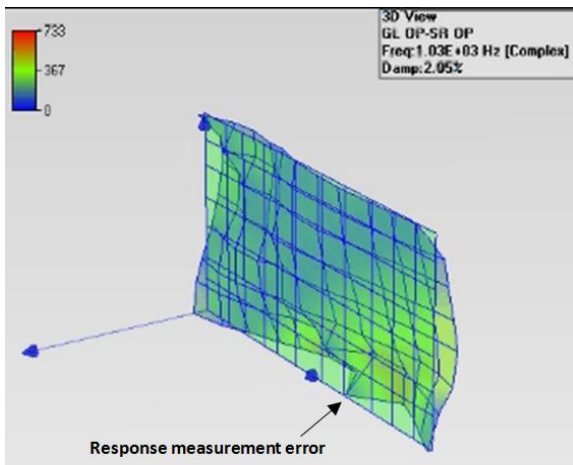 733
367
0
3D View
GL OP-SR OP
Freq:1.03E+03 Hz [Complex]
Damp:2.05%
Response measurement error